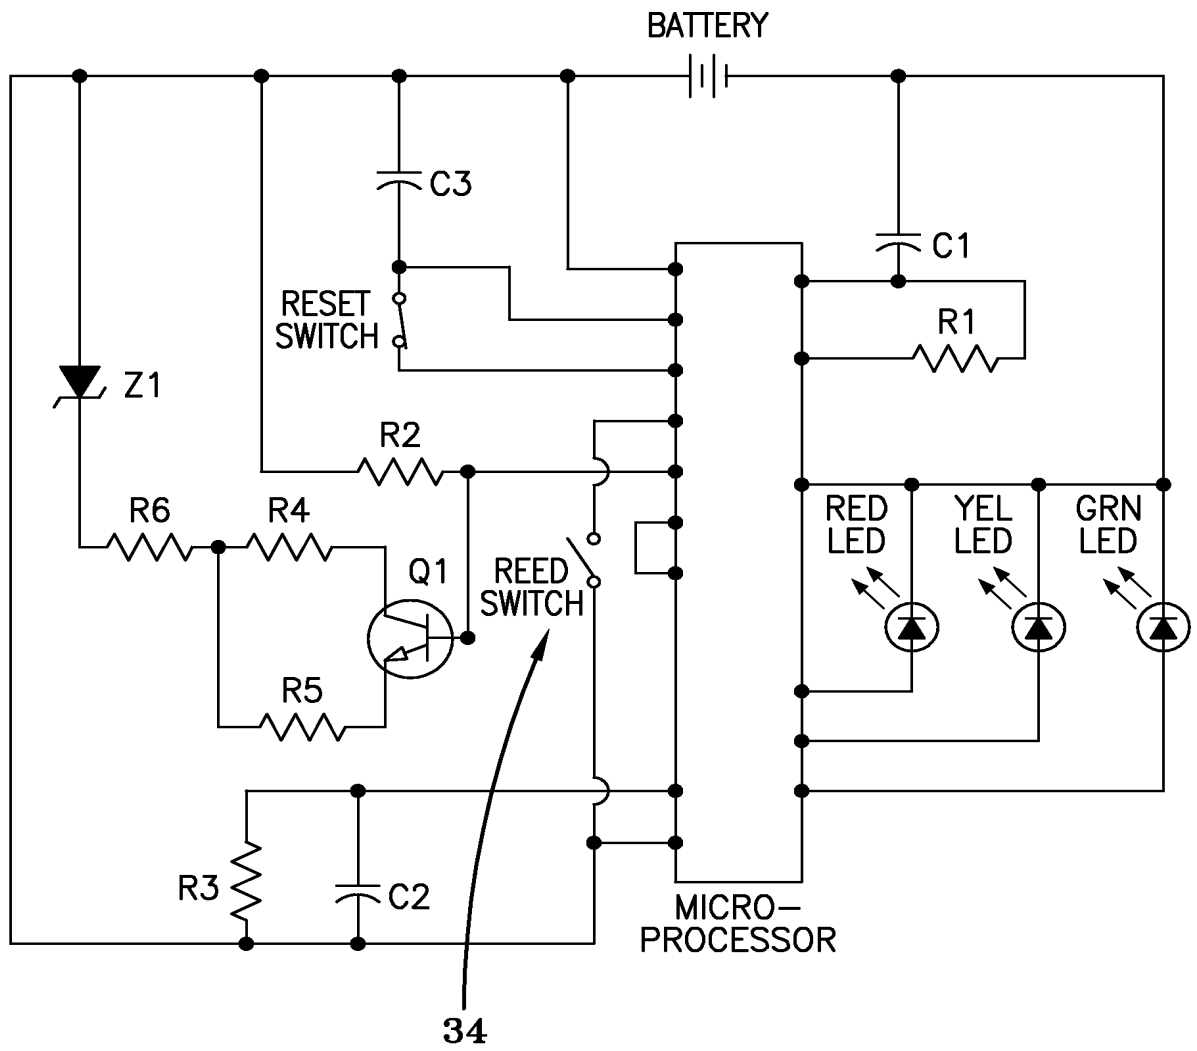 BATTERY
C3
C1
RESET
SWITCH
R1
Z1
R2
R6
R4
RED
LED
YEL
LED
GRN
LED
Q1
REED
SWITCH
R5
R3
C2
MICRO-
PROCESSOR
34